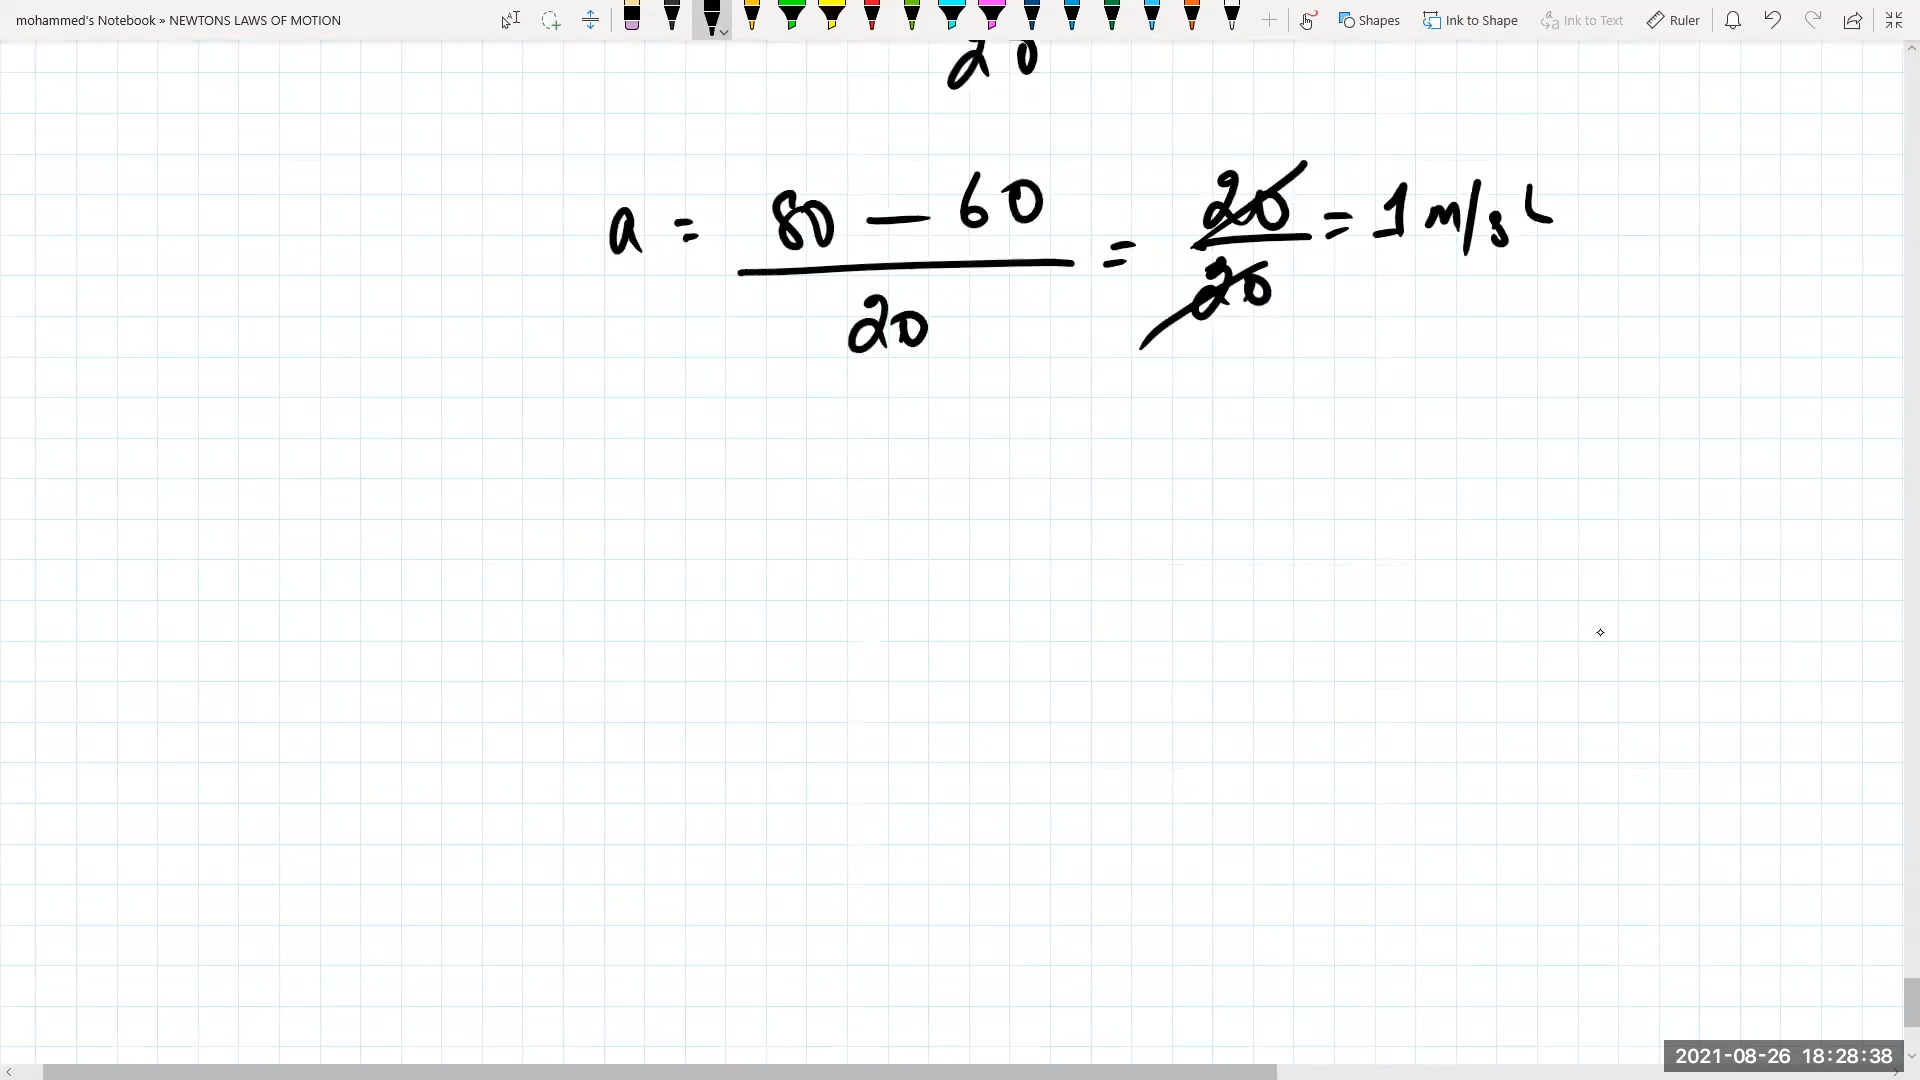 mohammed's Notebook » NEWTONS LAWS OF MOTION
Shapes
Ink to Shape
Ink to Text
Ruler
20
a = 80 — 60 / 20 = 20 / 20 = 1 m/s²
2021-08-26 18:28:38